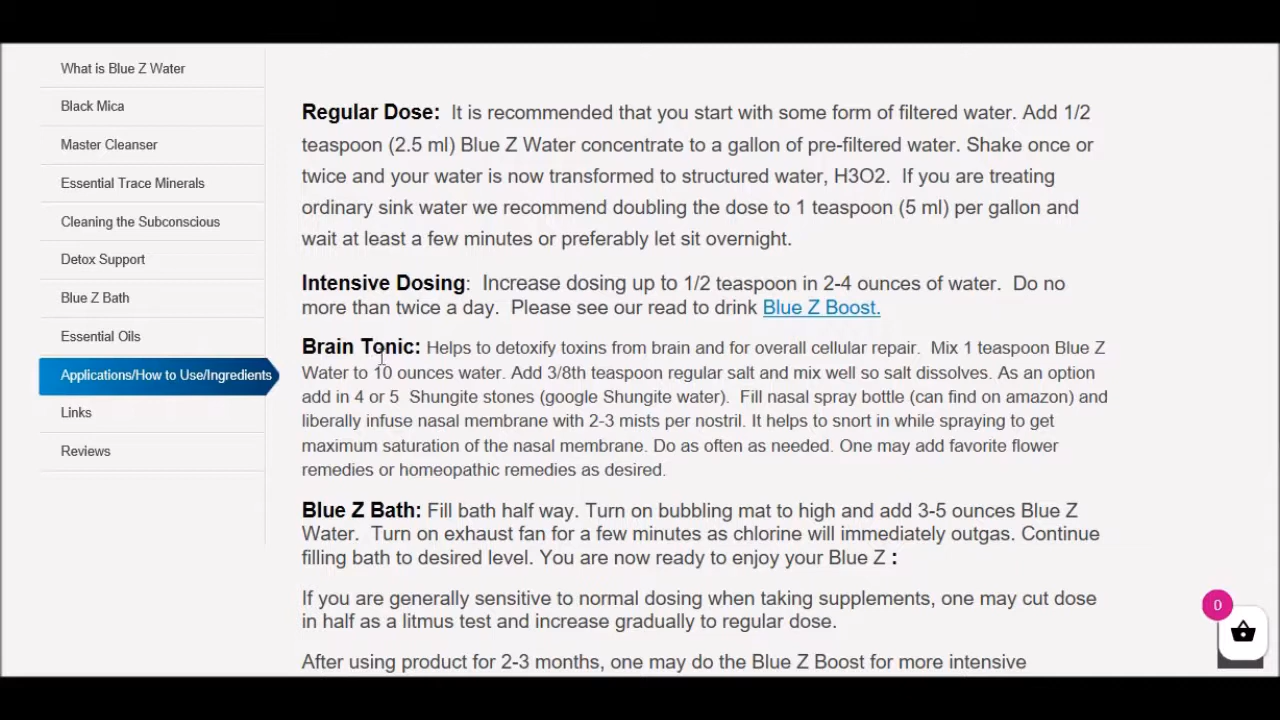 What is Blue Z Water
Black Mica
Master Cleanser
Essential Trace Minerals
Cleaning the Subconscious
Detox Support
Blue Z Bath
Essential Oils
Applications/How to Use/Ingredients
Links
Reviews
Regular Dose: It is recommended that you start with some form of filtered water. Add 1/2
teaspoon (2.5 ml) Blue Z Water concentrate to a gallon of pre-filtered water. Shake once or
twice and your water is now transformed to structured water, H3O2. If you are treating
ordinary sink water we recommend doubling the dose to 1 teaspoon (5 ml) per gallon and
wait at least a few minutes or preferably let sit overnight.
Intensive Dosing: Increase dosing up to 1/2 teaspoon in 2-4 ounces of water. Do no
more than twice a day. Please see our read to drink Blue Z Boost.
Brain Tonic: Helps to detoxify toxins from brain and for overall cellular repair. Mix 1 teaspoon Blue Z
Water to 10 ounces water. Add 3/8th teaspoon regular salt and mix well so salt dissolves. As an option
add in 4 or 5 Shungite stones (google Shungite water). Fill nasal spray bottle (can find on amazon) and
liberally infuse nasal membrane with 2-3 mists per nostril. It helps to snort in while spraying to get
maximum saturation of the nasal membrane. Do as often as needed. One may add favorite flower
remedies or homeopathic remedies as desired.
Blue Z Bath: Fill bath half way. Turn on bubbling mat to high and add 3-5 ounces Blue Z
Water. Turn on exhaust fan for a few minutes as chlorine will immediately outgas. Continue
filling bath to desired level. You are now ready to enjoy your Blue Z :
If you are generally sensitive to normal dosing when taking supplements, one may cut dose
in half as a litmus test and increase gradually to regular dose.
After using product for 2-3 months, one may do the Blue Z Boost for more intensive
0